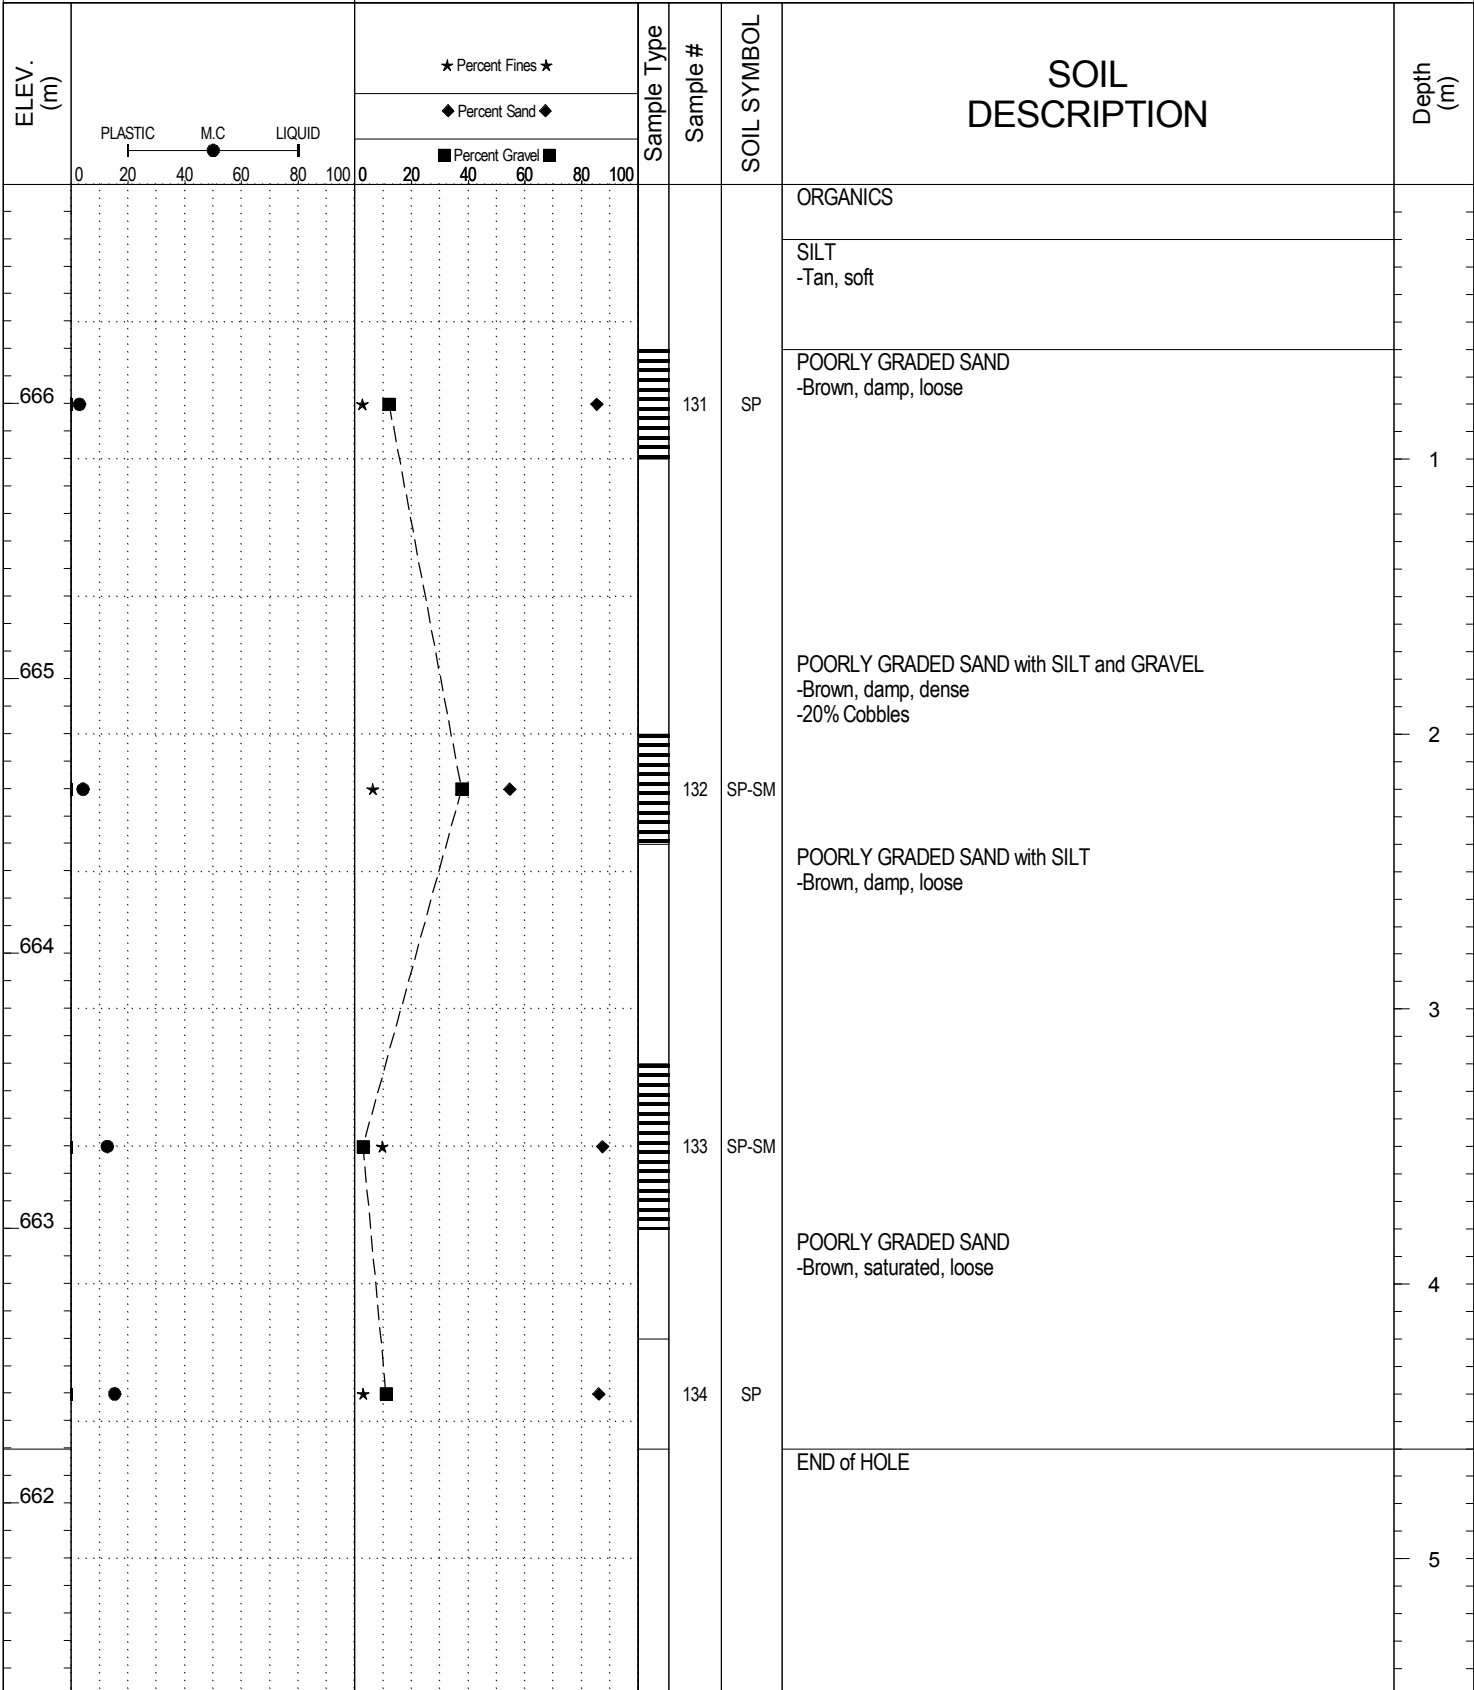 ELEV.
(m)
PLASTIC M.C LIQUID
0 20 40 60 80 100
★ Percent Fines ★
◆ Percent Sand ◆
■ Percent Gravel ■
0 20 40 60 80 100
Sample Type
Sample #
SOIL SYMBOL
SOIL
DESCRIPTION
Depth
(m)
ORGANICS
SILT
-Tan, soft
POORLY GRADED SAND
-Brown, damp, loose
666 131 SP
1
POORLY GRADED SAND with SILT and GRAVEL
665
-Brown, damp, dense
-20% Cobbles
2
132 SP-SM
POORLY GRADED SAND with SILT
-Brown, damp, loose
664
3
133 SP-SM
663
POORLY GRADED SAND
-Brown, saturated, loose
4
134 SP
END of HOLE
662
5